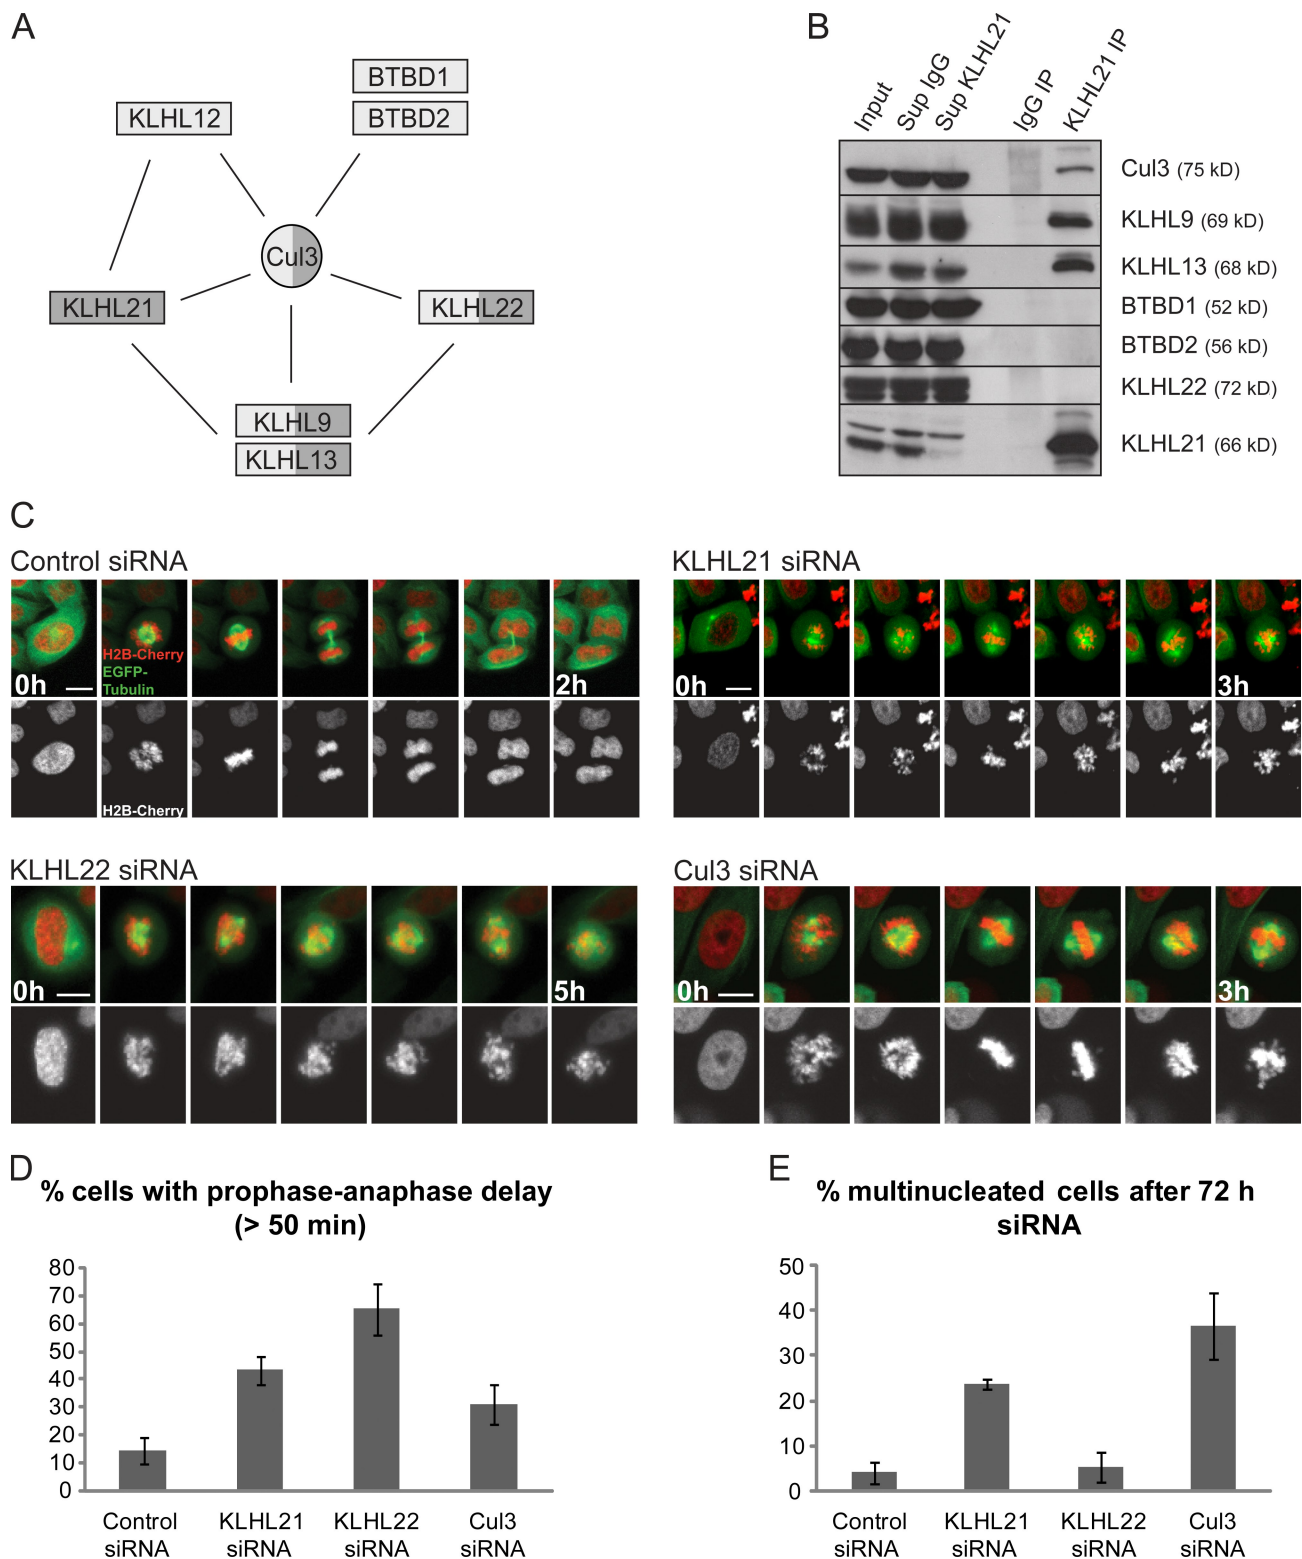 A
BTBD1
BTBD2
KLHL12
Cul3
KLHL21
KLHL22
KLHL9
KLHL13
B
Input
Sup IgG
Sup KLHL21
IgG IP
KLHL21 IP
Cul3 (75 kD)
KLHL9 (69 kD)
KLHL13 (68 kD)
BTBD1 (52 kD)
BTBD2 (56 kD)
KLHL22 (72 kD)
KLHL21 (66 kD)
C
Control siRNA
H2B-Cherry
EGFP-
Tubulin
0h
2h
H2B-Cherry
KLHL21 siRNA
0h
3h
KLHL22 siRNA
0h
5h
Cul3 siRNA
0h
3h
D
% cells with prophase-anaphase delay
(> 50 min)
80
70
60
50
40
30
20
10
0
Control
siRNA
KLHL21
siRNA
KLHL22
siRNA
Cul3
siRNA
E
% multinucleated cells after 72 h
siRNA
50
40
30
20
10
0
Control
siRNA
KLHL21
siRNA
KLHL22
siRNA
Cul3
siRNA